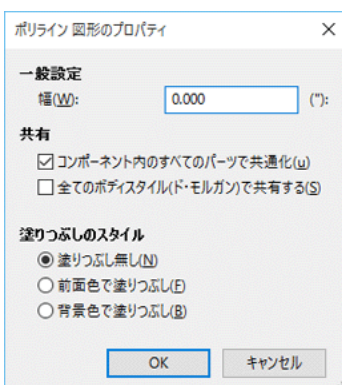 ポリライン 図形のプロパティ
一般設定
幅(W): 0.000 ("):
共有
コンポーネント内のすべてのパーツで共通化(u)
全てのボディスタイル(ド・モルガン)で共有する(S)
塗りつぶしのスタイル
塗りつぶし無し(N)
前面色で塗りつぶし(F)
背景色で塗りつぶし(B)
OK キャンセル